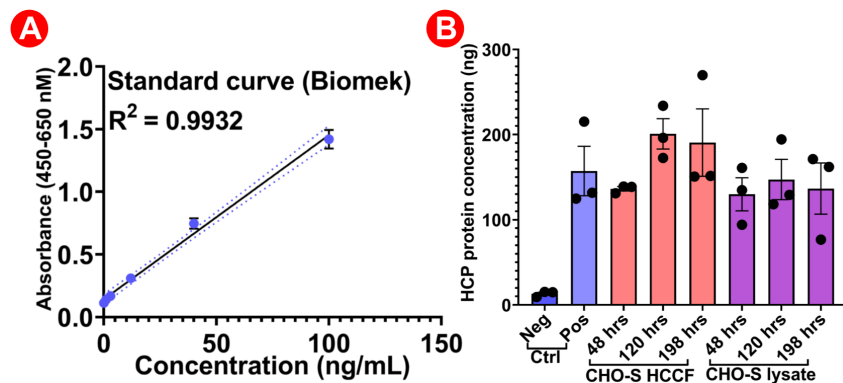 A
Standard curve (Biomek)
R2 = 0.9932
Absorbance (450-650 nM)
2.0
1.5
1.0
0.5
0.0
0
50
100
150
Concentration (ng/mL)
B
HCP protein concentration (ng)
300
200
100
0
Neg
Pos
48 hrs
120 hrs
198 hrs
48 hrs
120 hrs
198 hrs
Ctrl
CHO-S HCCF
CHO-S lysate